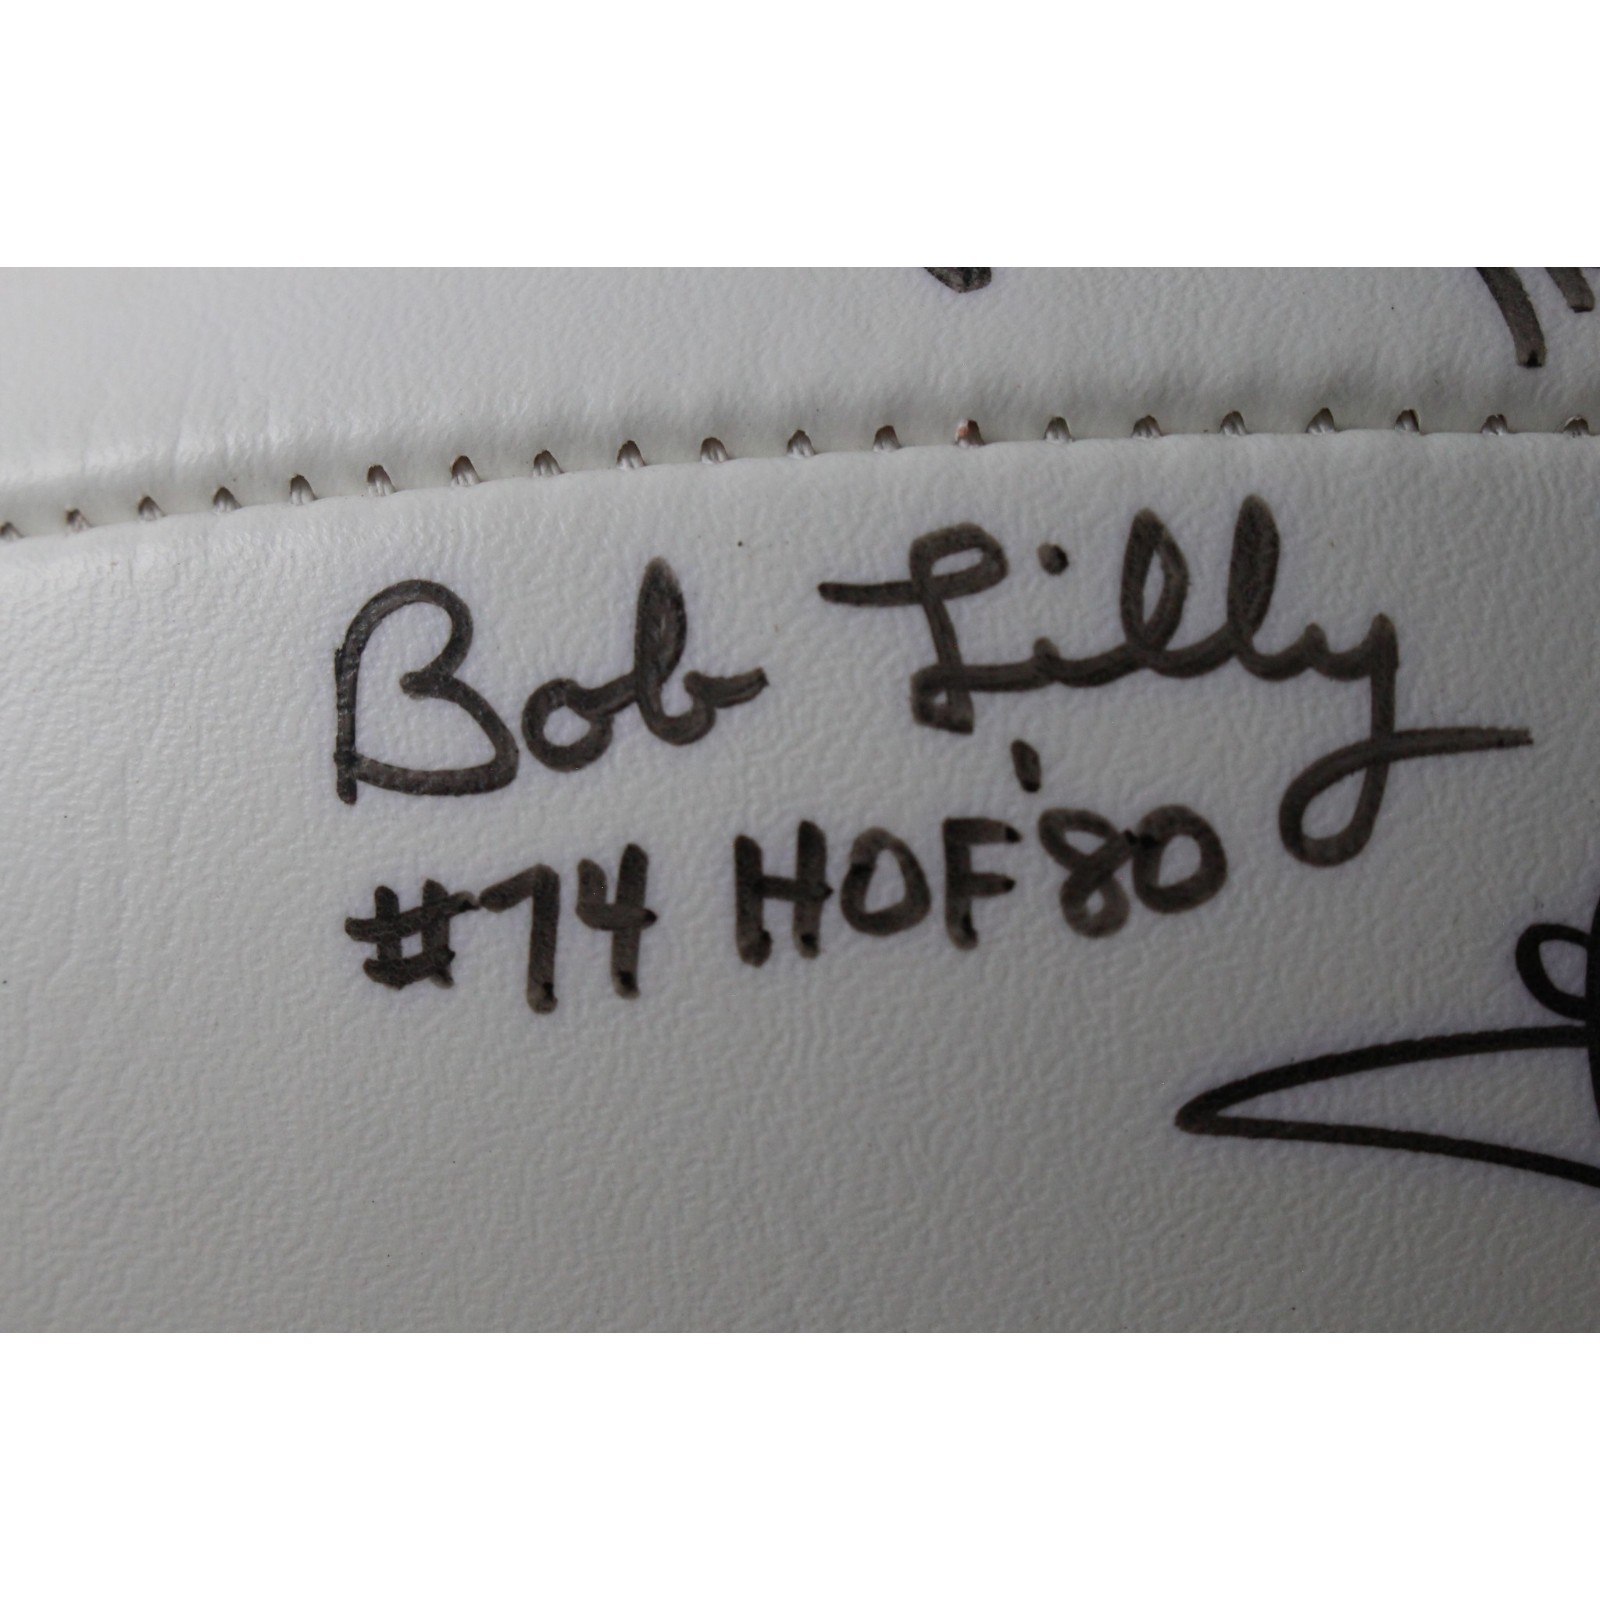 Bob Lilly
#74 HOF '80